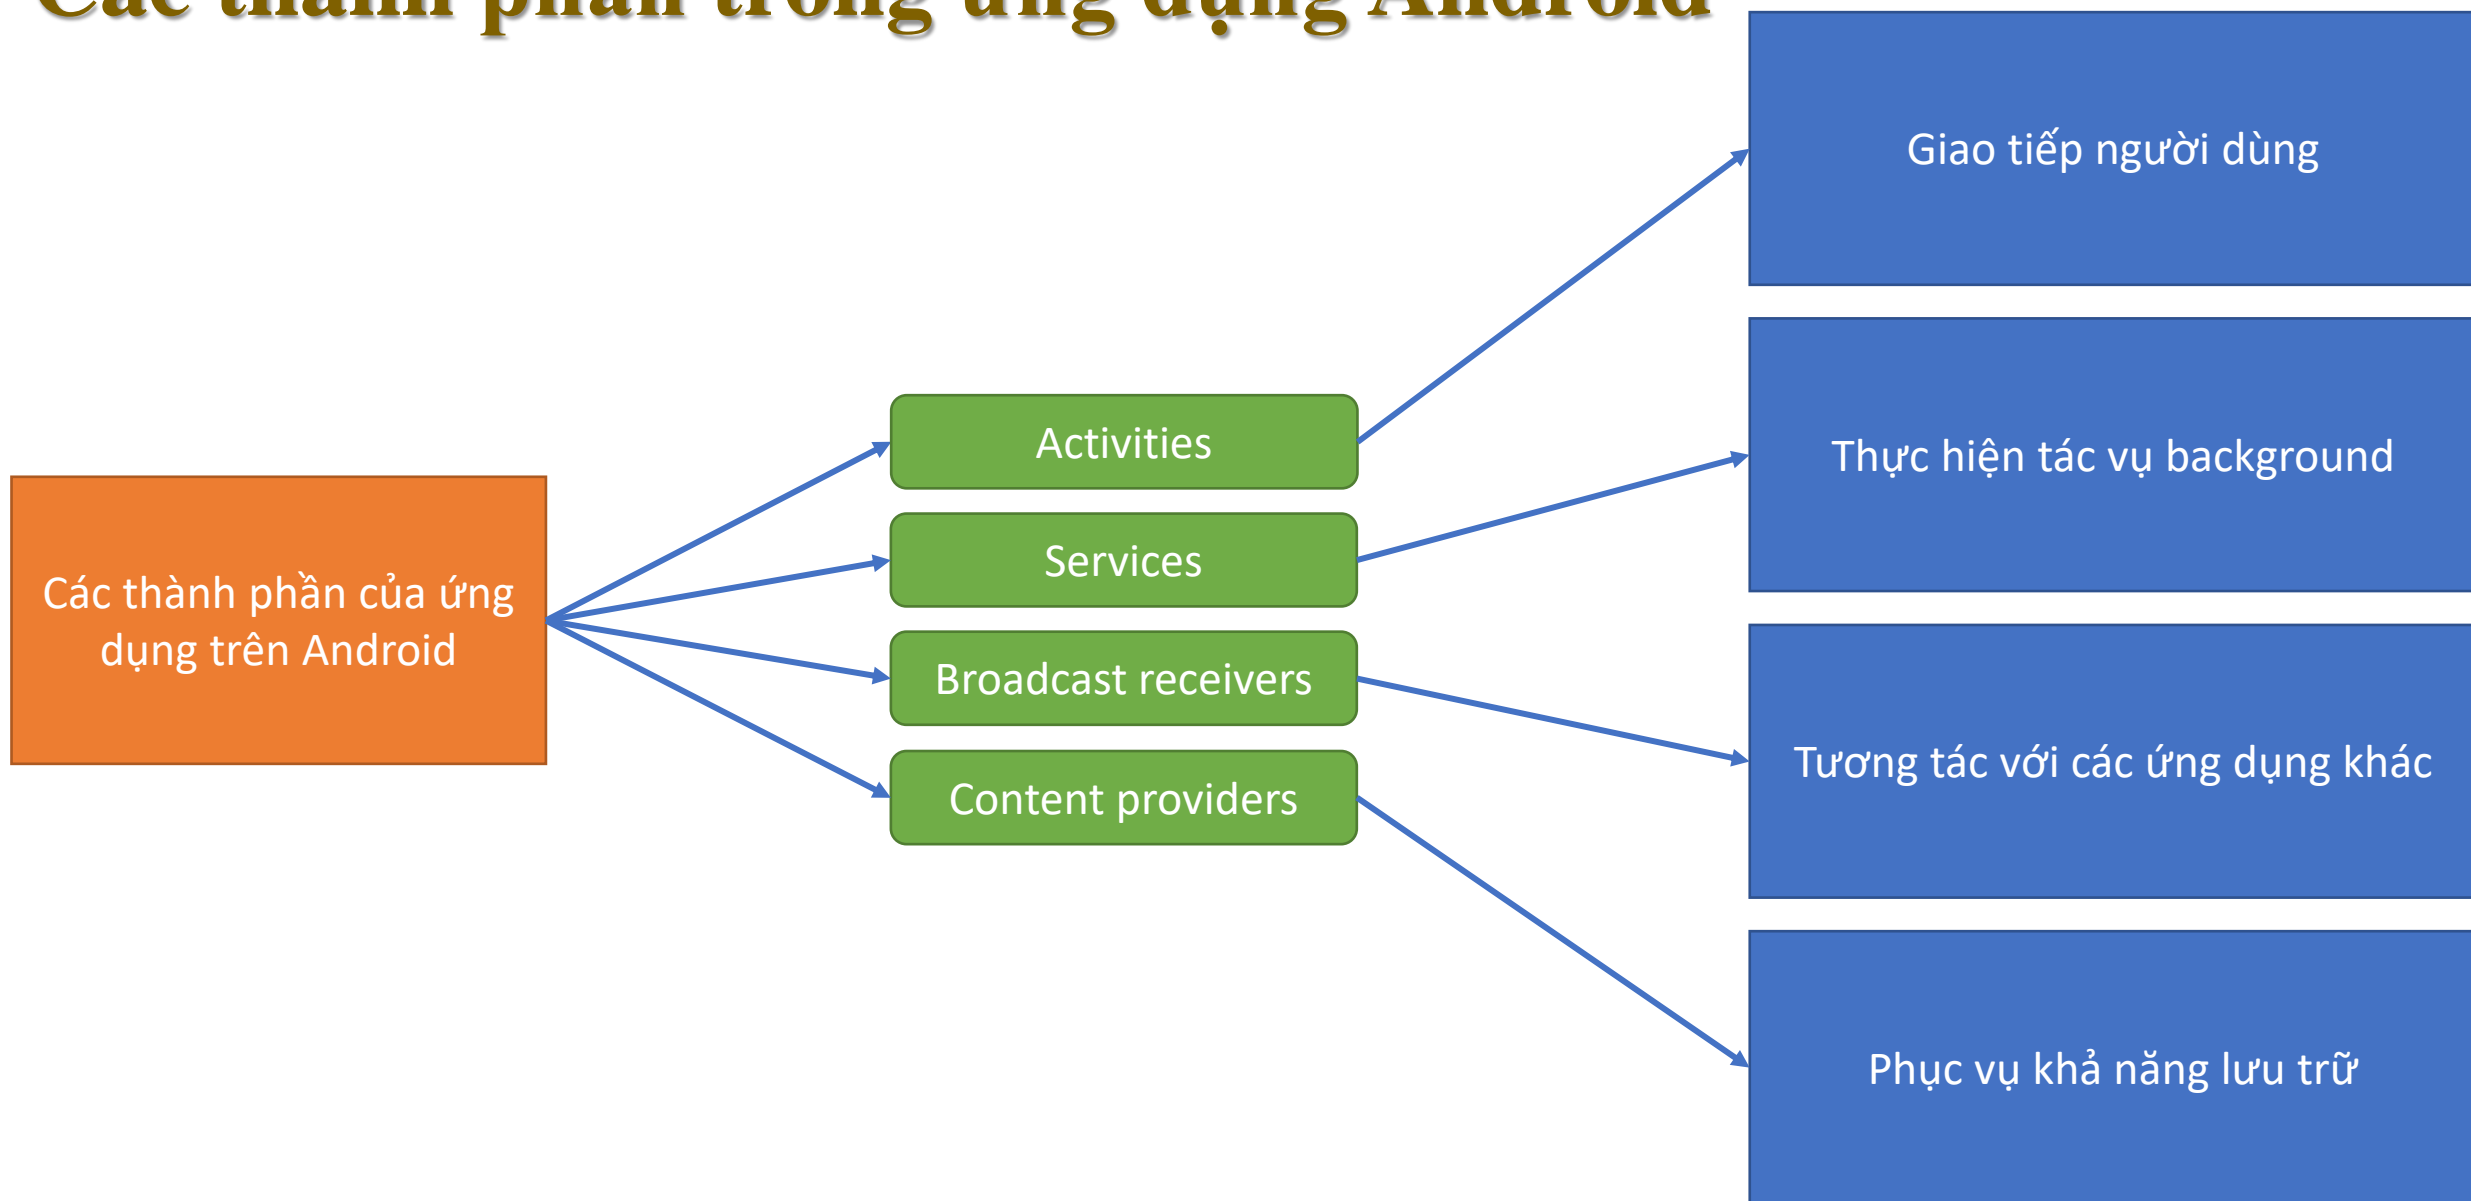 Các thành phần trong ứng dụng Android
Giao tiếp người dùng
Activities
Thực hiện tác vụ background
Services
Các thành phần của ứng
dụng trên Android
Broadcast receivers
Tương tác với các ứng dụng khác
Content providers
Phục vụ khả năng lưu trữ